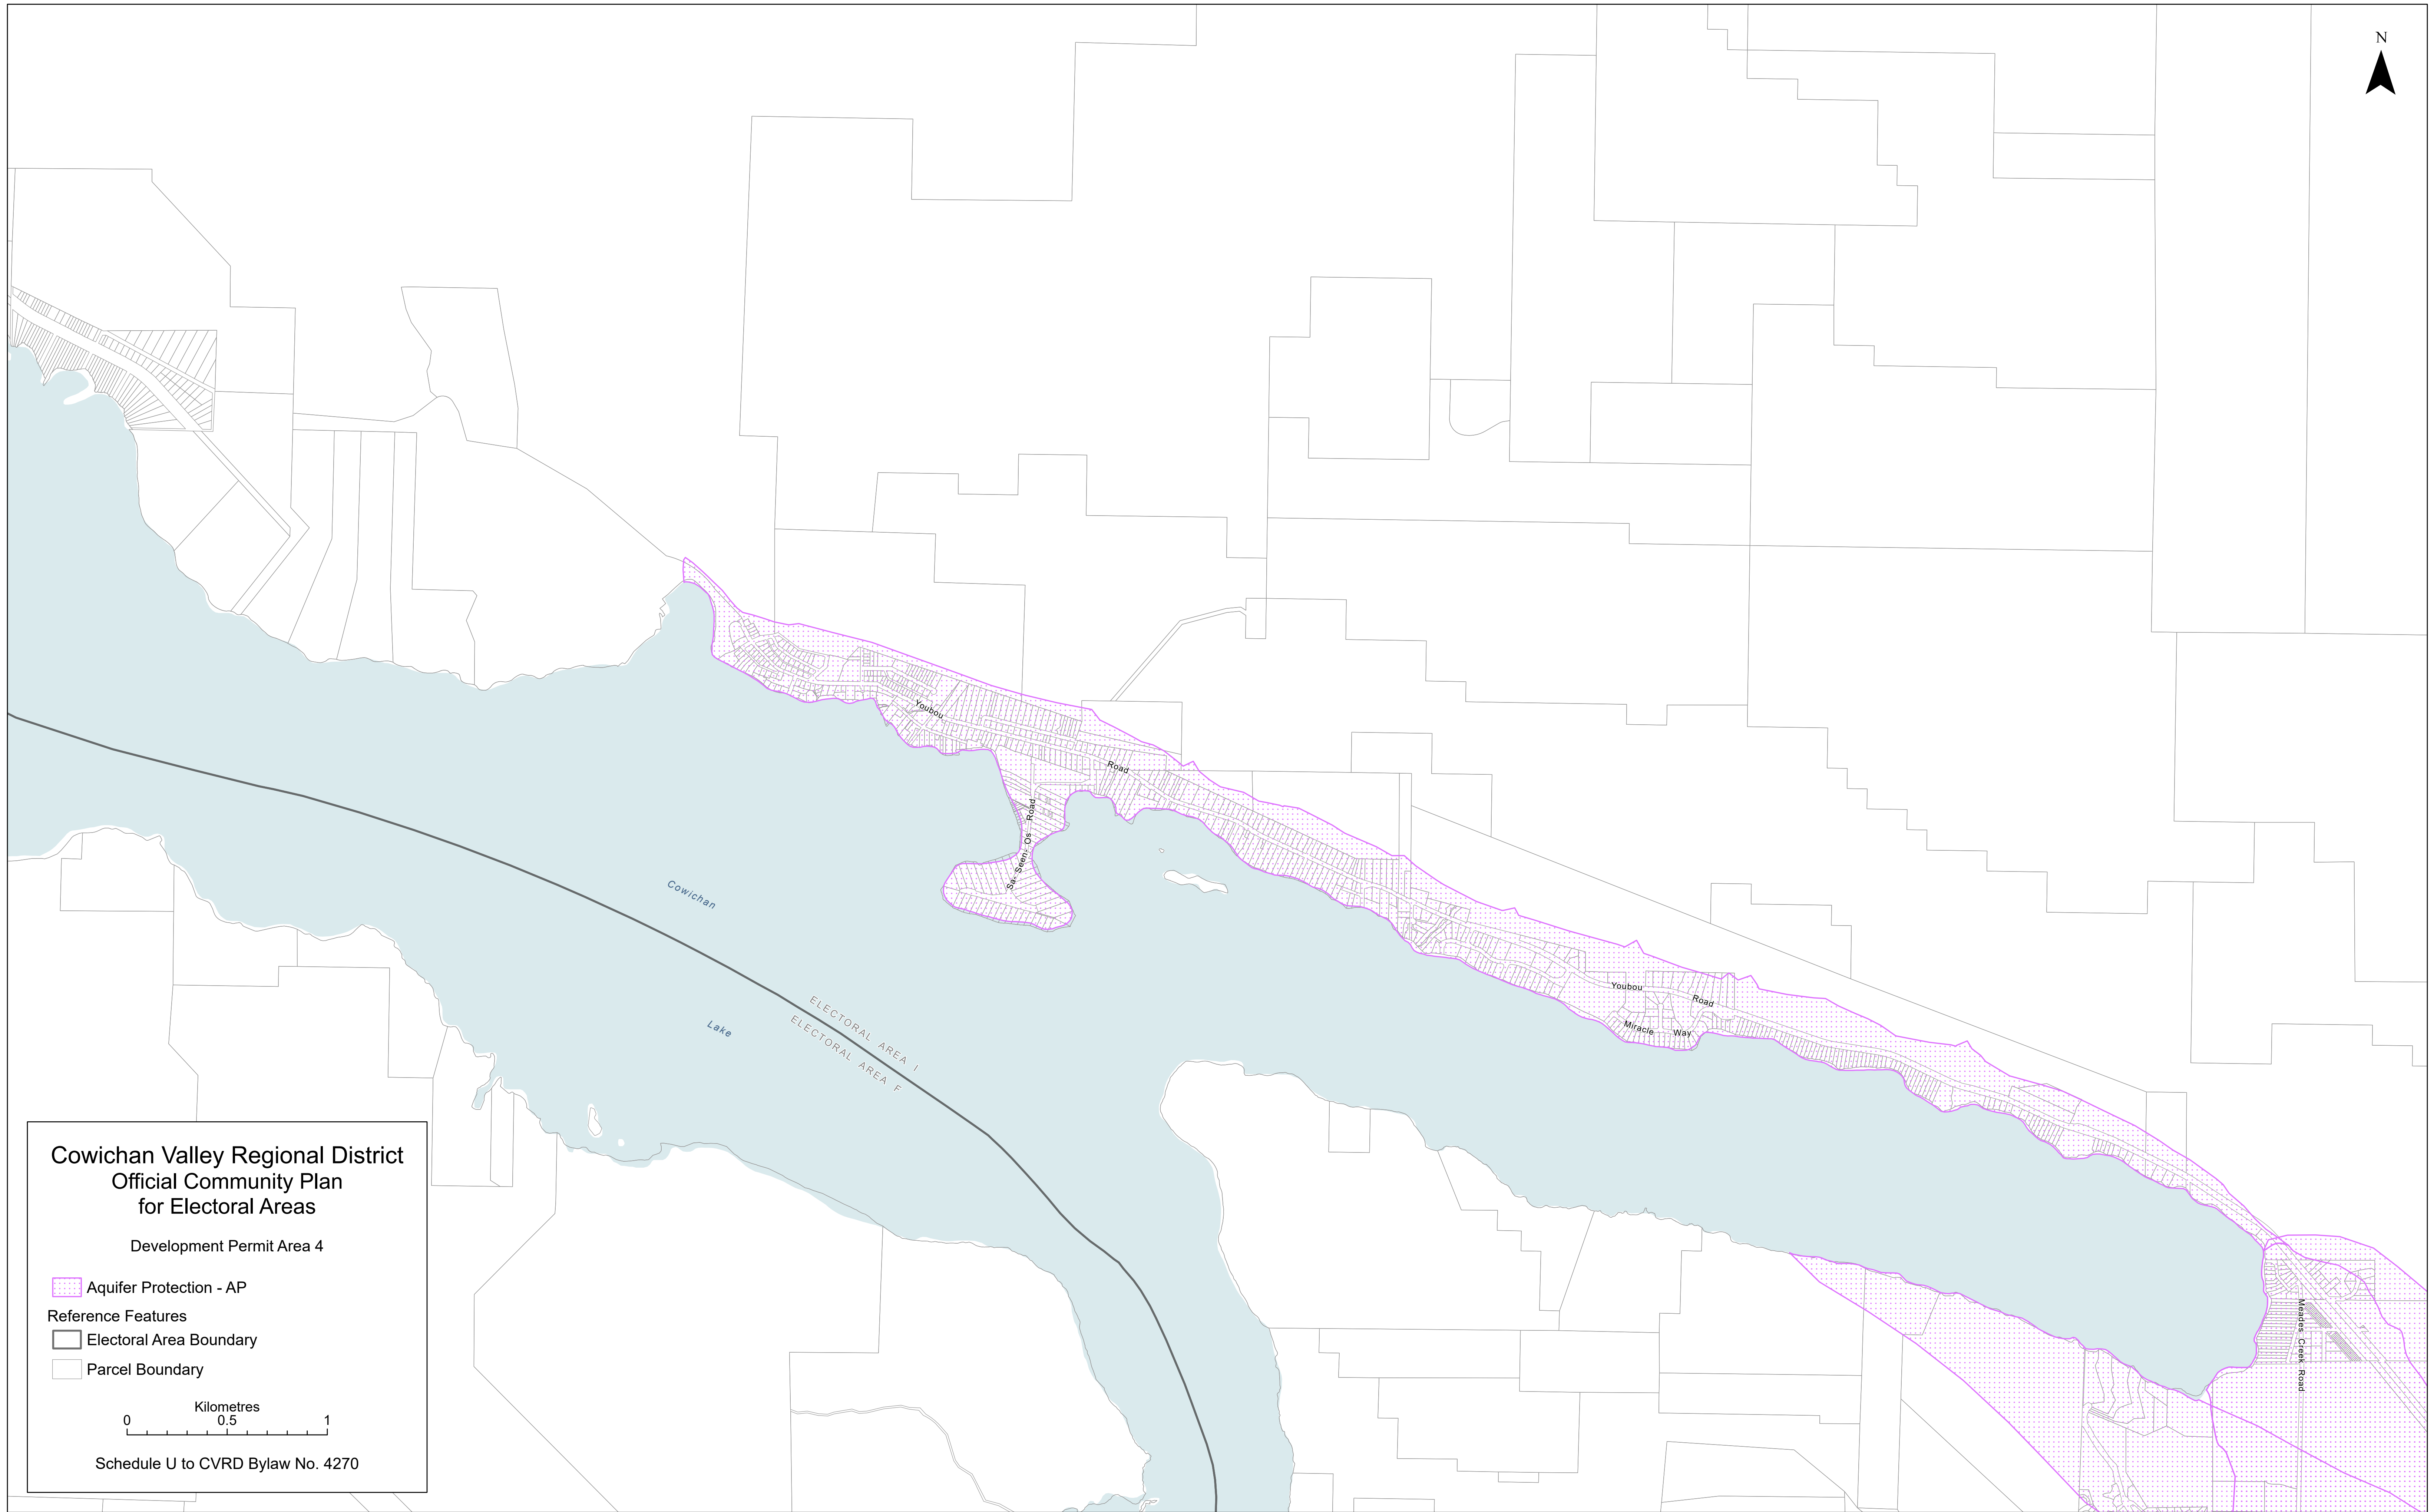 N
Youbou
Road
Sa-Seen-Os Road
Cowichan
Lake
ELECTORAL AREA I
ELECTORAL AREA F
Youbou
Road
Miracle Way
Meades Creek Road
Cowichan Valley Regional District
Official Community Plan
for Electoral Areas
Development Permit Area 4
Aquifer Protection - AP
Reference Features
Electoral Area Boundary
Parcel Boundary
Kilometres
0 0.5 1
Schedule U to CVRD Bylaw No. 4270